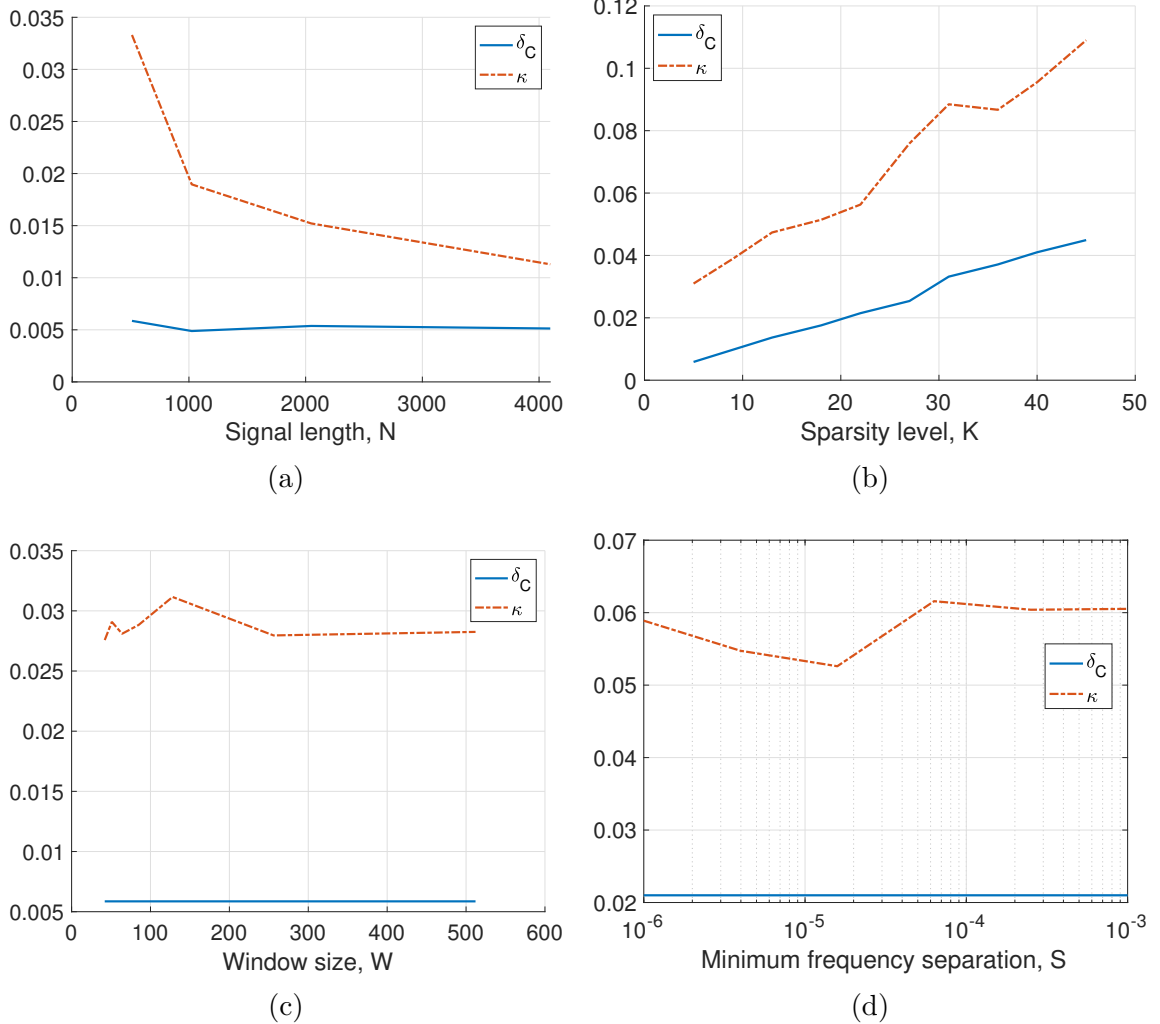 0.035
0.03
0.025
0.02
0.015
0.01
0.005
0
0 1000 2000 3000 4000
Signal length, N
δC
κ
(a)
0.12
0.1
0.08
0.06
0.04
0.02
0
0 10 20 30 40 50
Sparsity level, K
δC
κ
(b)
0.035
0.03
0.025
0.02
0.015
0.01
0.005
0 100 200 300 400 500 600
Window size, W
δC
κ
(c)
0.07
0.06
0.05
0.04
0.03
0.02
10^-6 10^-5 10^-4 10^-3
Minimum frequency separation, S
δC
κ
(d)